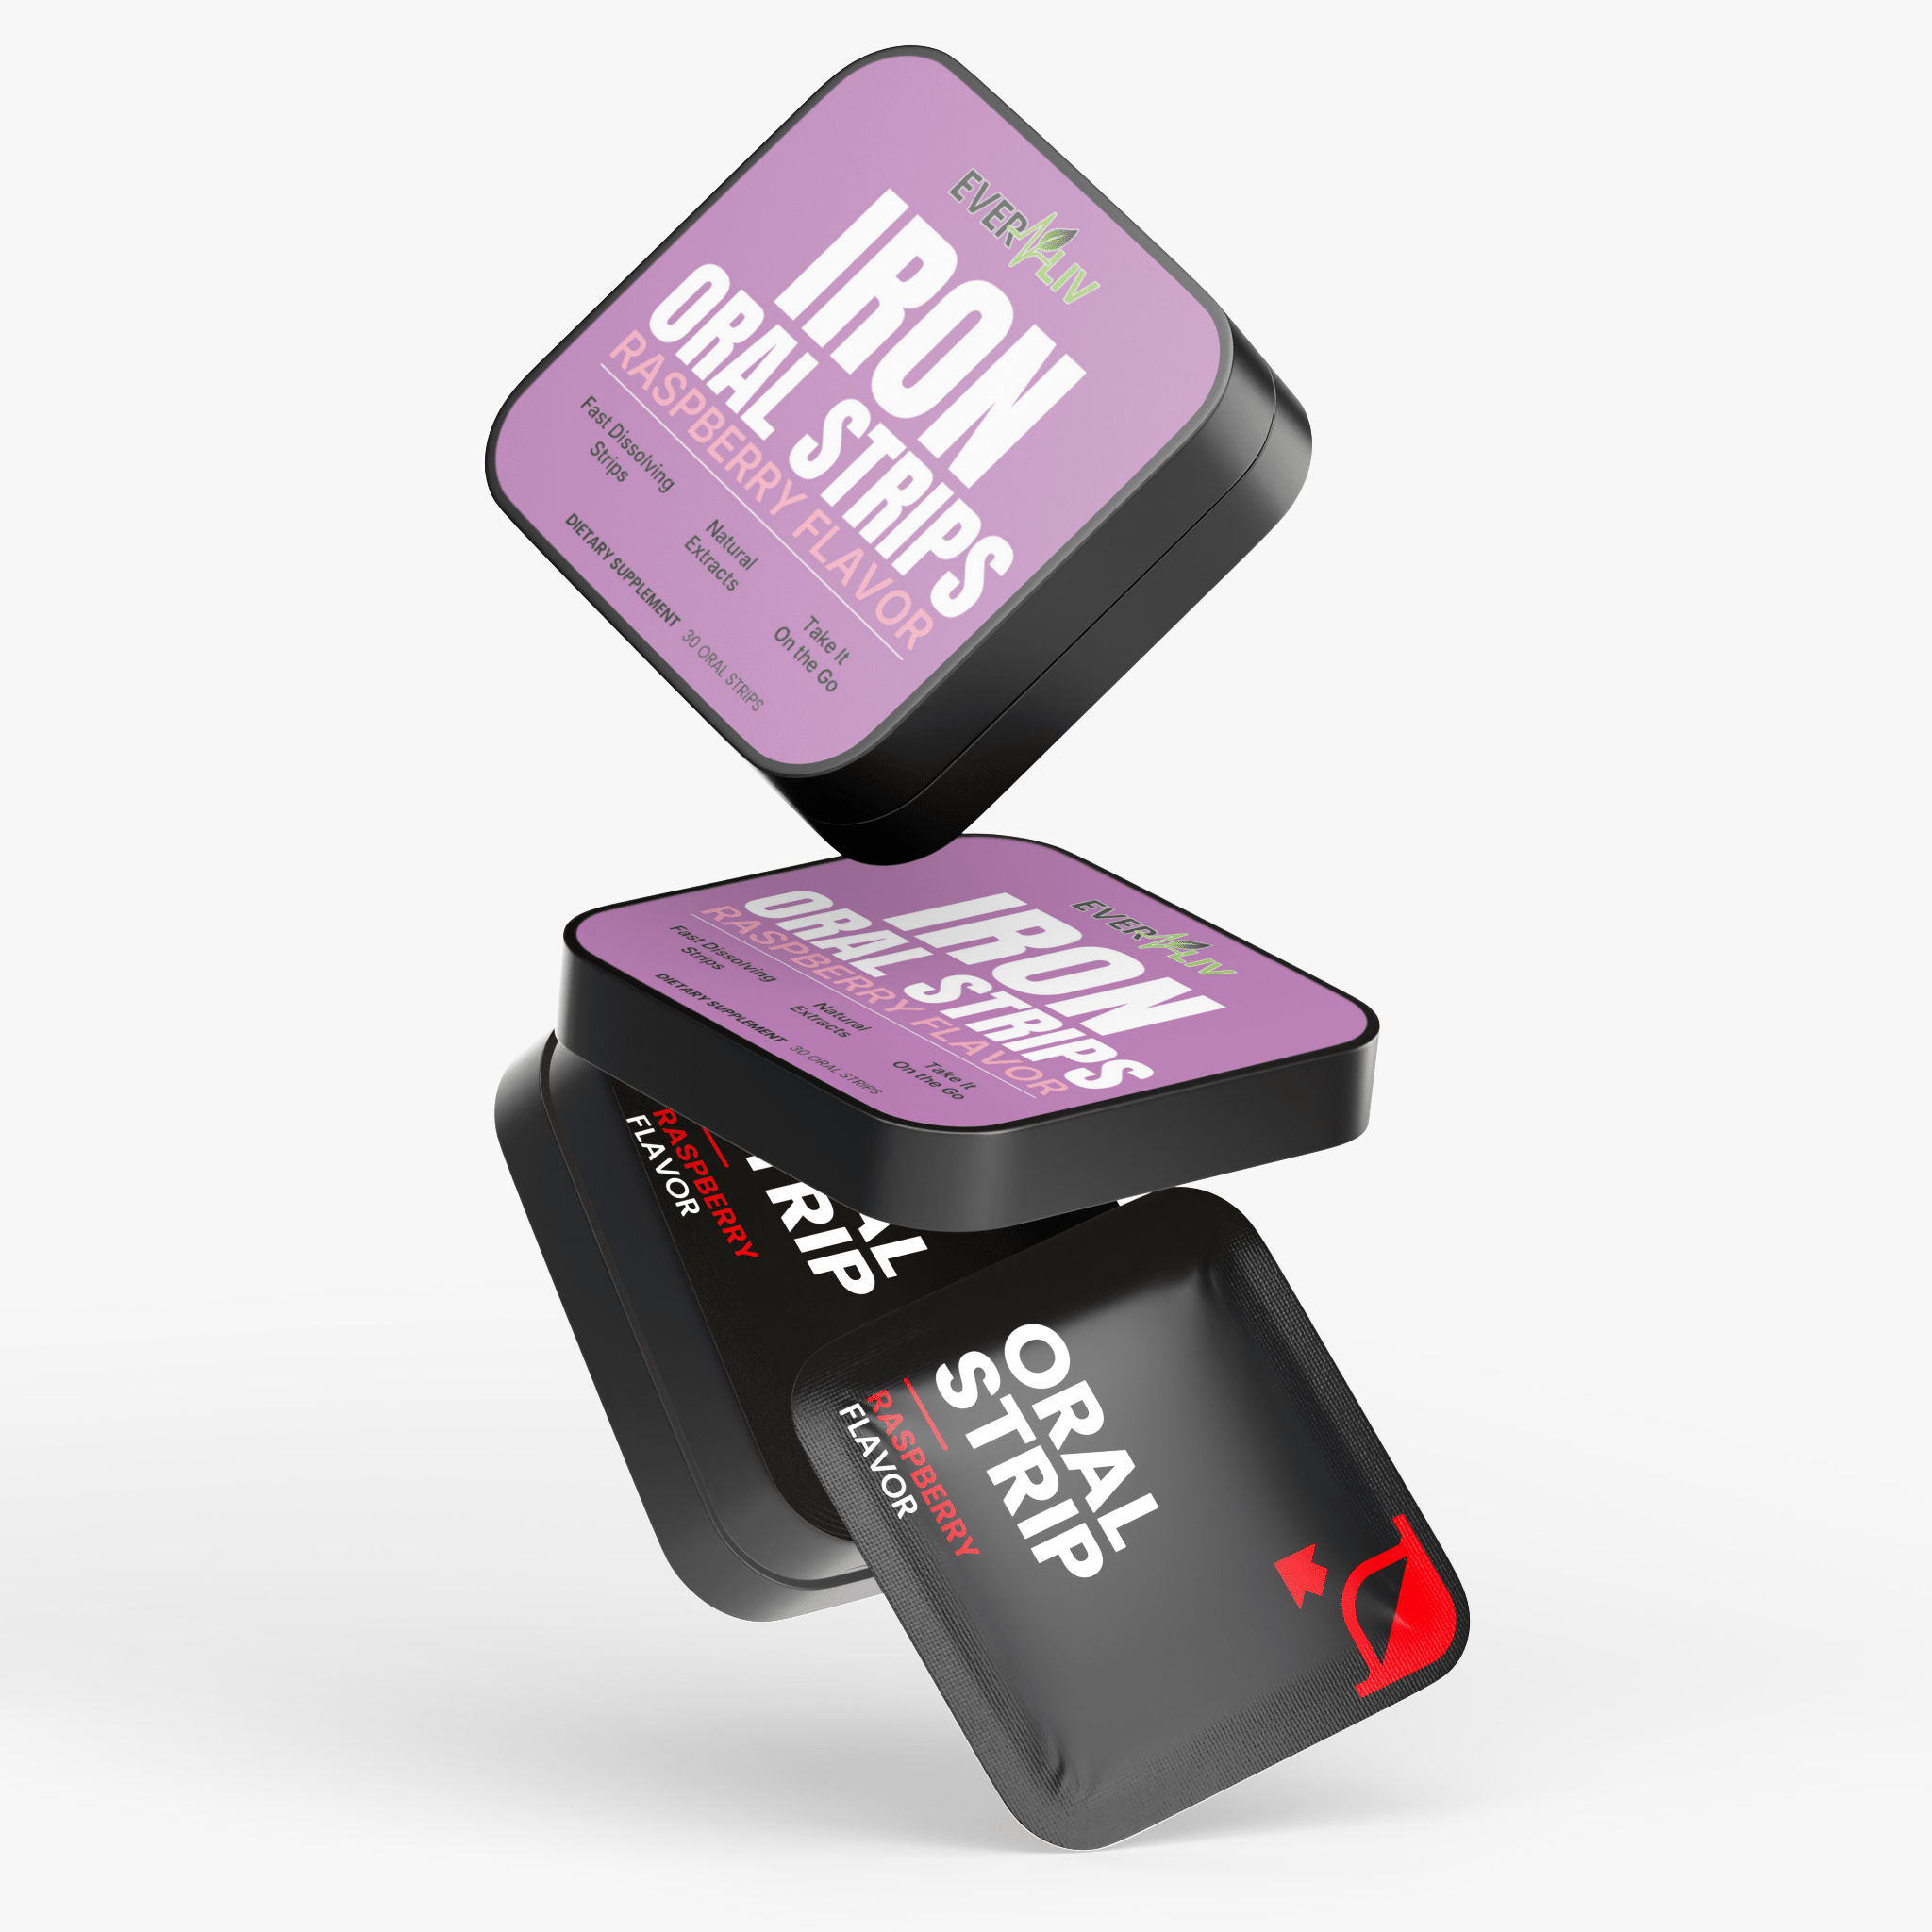 EVERLIV
IRON
ORAL STRIPS
RASPBERRY FLAVOR
Fast Dissolving
Strips
Natural
Extracts
Take It
On the Go
DIETARY SUPPLEMENT 30 ORAL STRIPS
EVERLIV
IRON
ORAL STRIPS
RASPBERRY FLAVOR
Fast Dissolving
Strips
Natural
Extracts
Take It
On the Go
DIETARY SUPPLEMENT 30 ORAL STRIPS
RASPBERRY
FLAVOR
ORAL
STRIP
RASPBERRY
FLAVOR